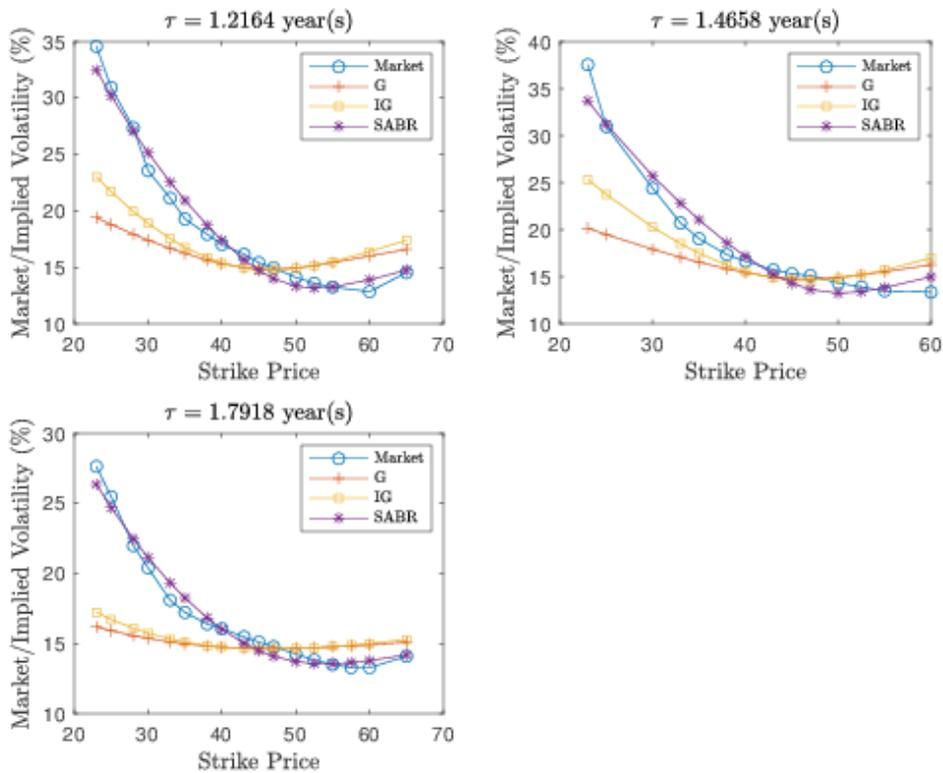 τ = 1.2164 year(s)
Market/Implied Volatility (%)
35
30
25
20
15
10
20 30 40 50 60 70
Strike Price
Market
G
IG
SABR
τ = 1.4658 year(s)
Market/Implied Volatility (%)
40
35
30
25
20
15
10
20 30 40 50 60
Strike Price
Market
G
IG
SABR
τ = 1.7918 year(s)
Market/Implied Volatility (%)
30
25
20
15
10
20 30 40 50 60 70
Strike Price
Market
G
IG
SABR